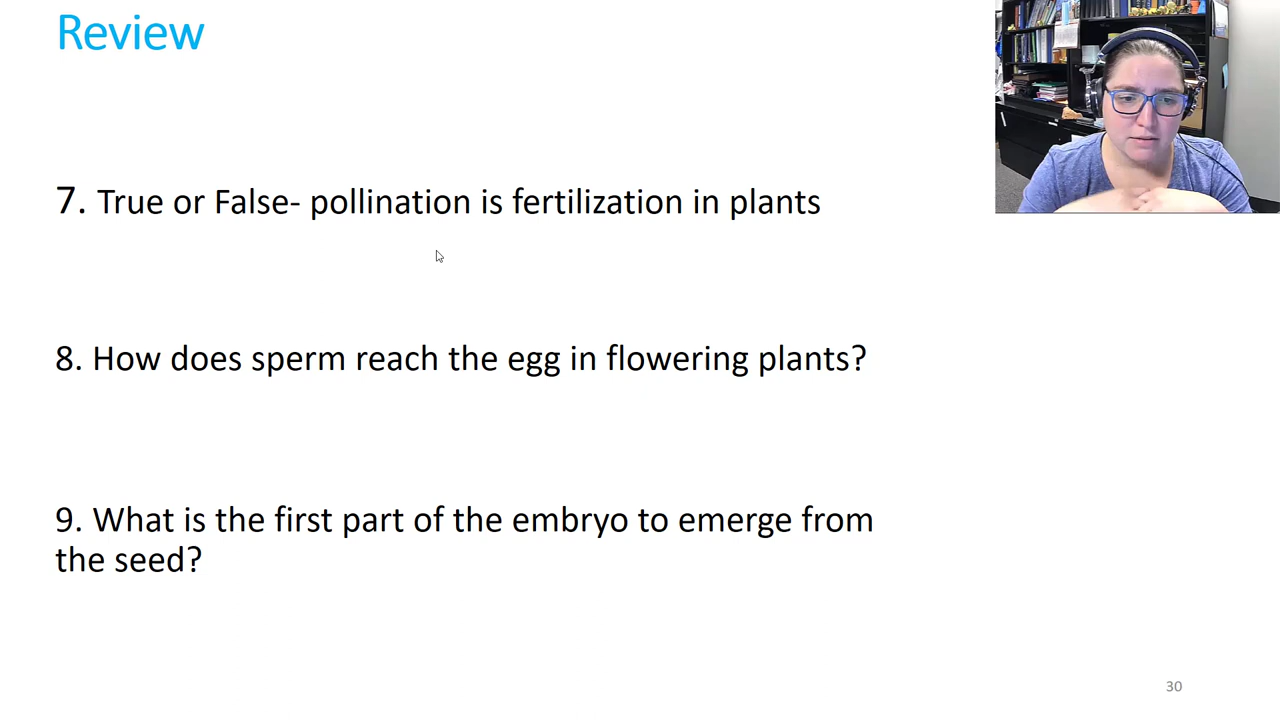 Review
7. True or False- pollination is fertilization in plants
8. How does sperm reach the egg in flowering plants?
9. What is the first part of the embryo to emerge from
the seed?
30